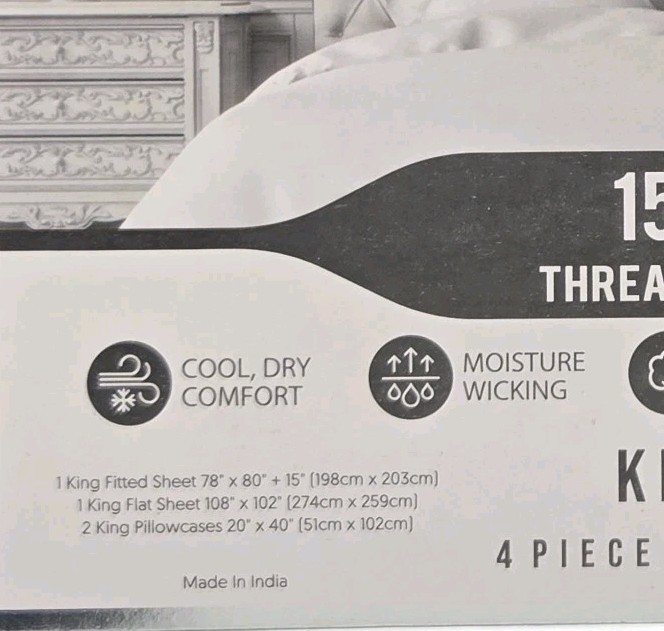 15
THREA
COOL, DRY
COMFORT
MOISTURE
WICKING
1 King Fitted Sheet 78" x 80" + 15" (198cm x 203cm)
1 King Flat Sheet 108" x 102" (274cm x 259cm)
2 King Pillowcases 20" x 40" (51cm x 102cm)
K
4 PIECE
Made In India